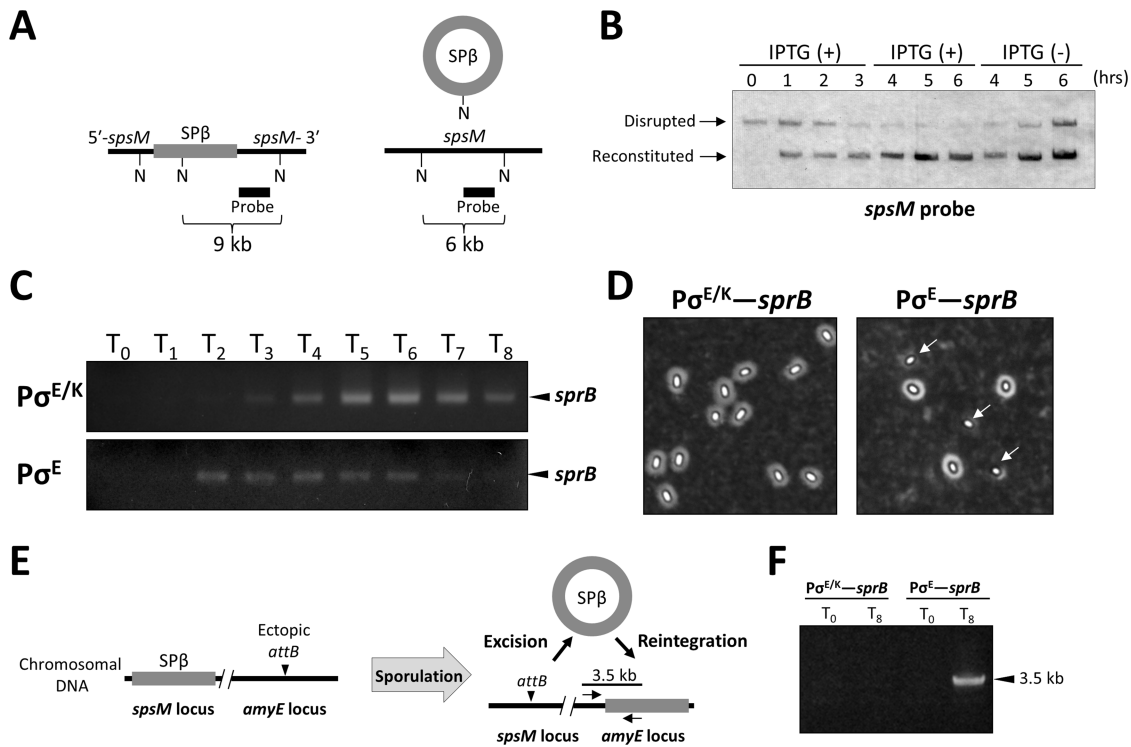 A
SPβ
N
5′-spsM SPβ spsM- 3′
spsM
N N N
N N
Probe
Probe
9 kb
6 kb
B
IPTG (+) IPTG (+) IPTG (-)
0 1 2 3 4 5 6 4 5 6 (hrs)
Disrupted
Reconstituted
spsM probe
C
T0 T1 T2 T3 T4 T5 T6 T7 T8
PσE/K
sprB
PσE
sprB
D
PσE/K—sprB
PσE—sprB
E
SPβ
Ectopic
attB
SPβ
Chromosomal
DNA
spsM locus
amyE locus
Sporulation
Excision
Reintegration
3.5 kb
attB
spsM locus
amyE locus
F
PσE/K—sprB PσE—sprB
T0 T8 T0 T8
3.5 kb